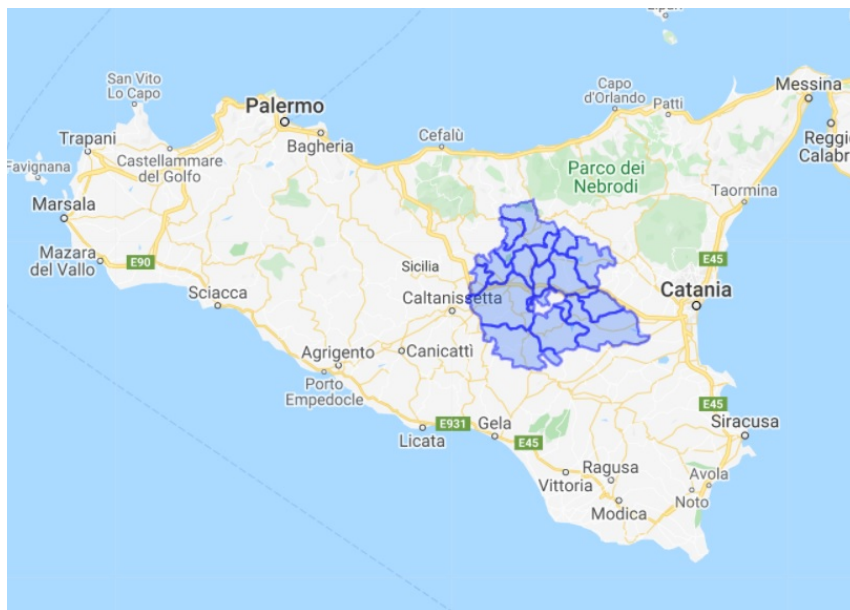 Lipari
San Vito
Lo Capo
Palermo
Bagheria
Cefalù
Capo
d'Orlando
Patti
Messina
Reggio
Calabr
Trapani
Castellammare
del Golfo
Favignana
Marsala
Parco dei
Nebrodi
Taormina
Mazara
del Vallo
E90
Sciacca
Sicilia
Caltanissetta
E45
Catania
Agrigento
Canicattì
Porto
Empedocle
Licata
E931
Gela
E45
E45
Siracusa
Ragusa
Vittoria
Modica
Avola
Noto